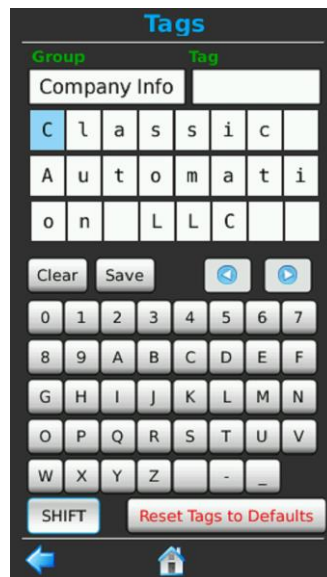 Tags
Group Tag
Company Info
C l a s s i c
A u t o m a t i
o n L L C
Clear Save
0 1 2 3 4 5 6 7
8 9 A B C D E F
G H I J K L M N
O P Q R S T U V
W X Y Z - _
SHIFT Reset Tags to Defaults